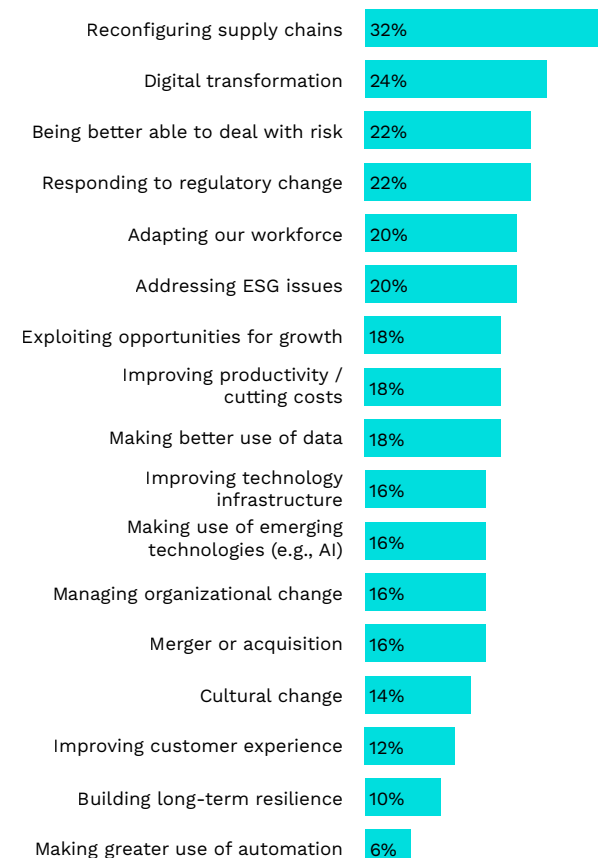 Reconfiguring supply chains 32%
Digital transformation 24%
Being better able to deal with risk 22%
Responding to regulatory change 22%
Adapting our workforce 20%
Addressing ESG issues 20%
Exploiting opportunities for growth 18%
Improving productivity /
cutting costs 18%
Making better use of data 18%
Improving technology
infrastructure 16%
Making use of emerging
technologies (e.g., AI) 16%
Managing organizational change 16%
Merger or acquisition 16%
Cultural change 14%
Improving customer experience 12%
Building long-term resilience 10%
Making greater use of automation 6%